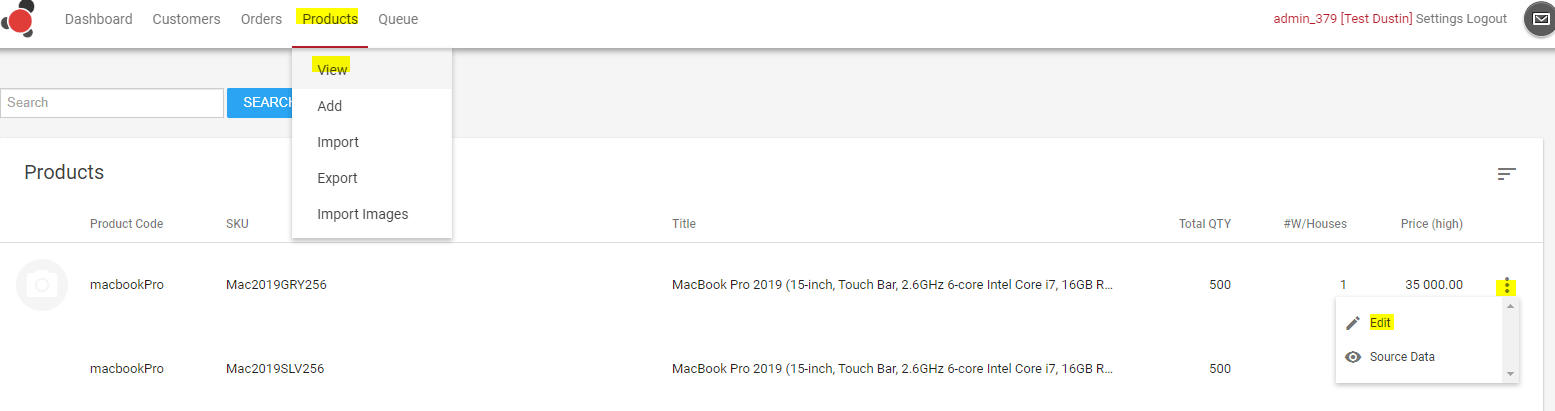 Dashboard Customers Orders Products Queue admin_379 [Test Dustin] Settings Logout
View
Search SEARCH
Add
Import
Export
Import Images
Products
Product Code SKU Title Total QTY #W/Houses Price (high)
macbookPro Mac2019GRY256 MacBook Pro 2019 (15-inch, Touch Bar, 2.6GHz 6-core Intel Core i7, 16GB R... 500 1 35 000.00
Edit
Source Data
macbookPro Mac2019SLV256 MacBook Pro 2019 (15-inch, Touch Bar, 2.6GHz 6-core Intel Core i7, 16GB R... 500